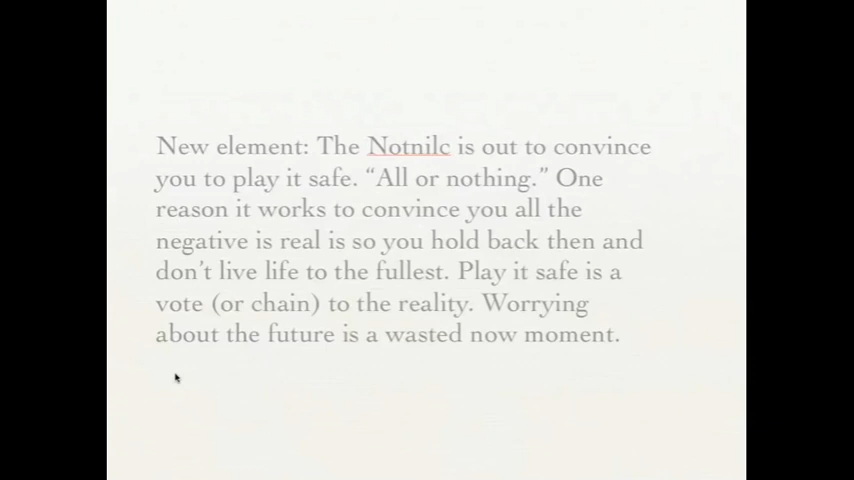 New element: The Notnilc is out to convince
you to play it safe. “All or nothing.” One
reason it works to convince you all the
negative is real is so you hold back then and
don’t live life to the fullest. Play it safe is a
vote (or chain) to the reality. Worrying
about the future is a wasted now moment.